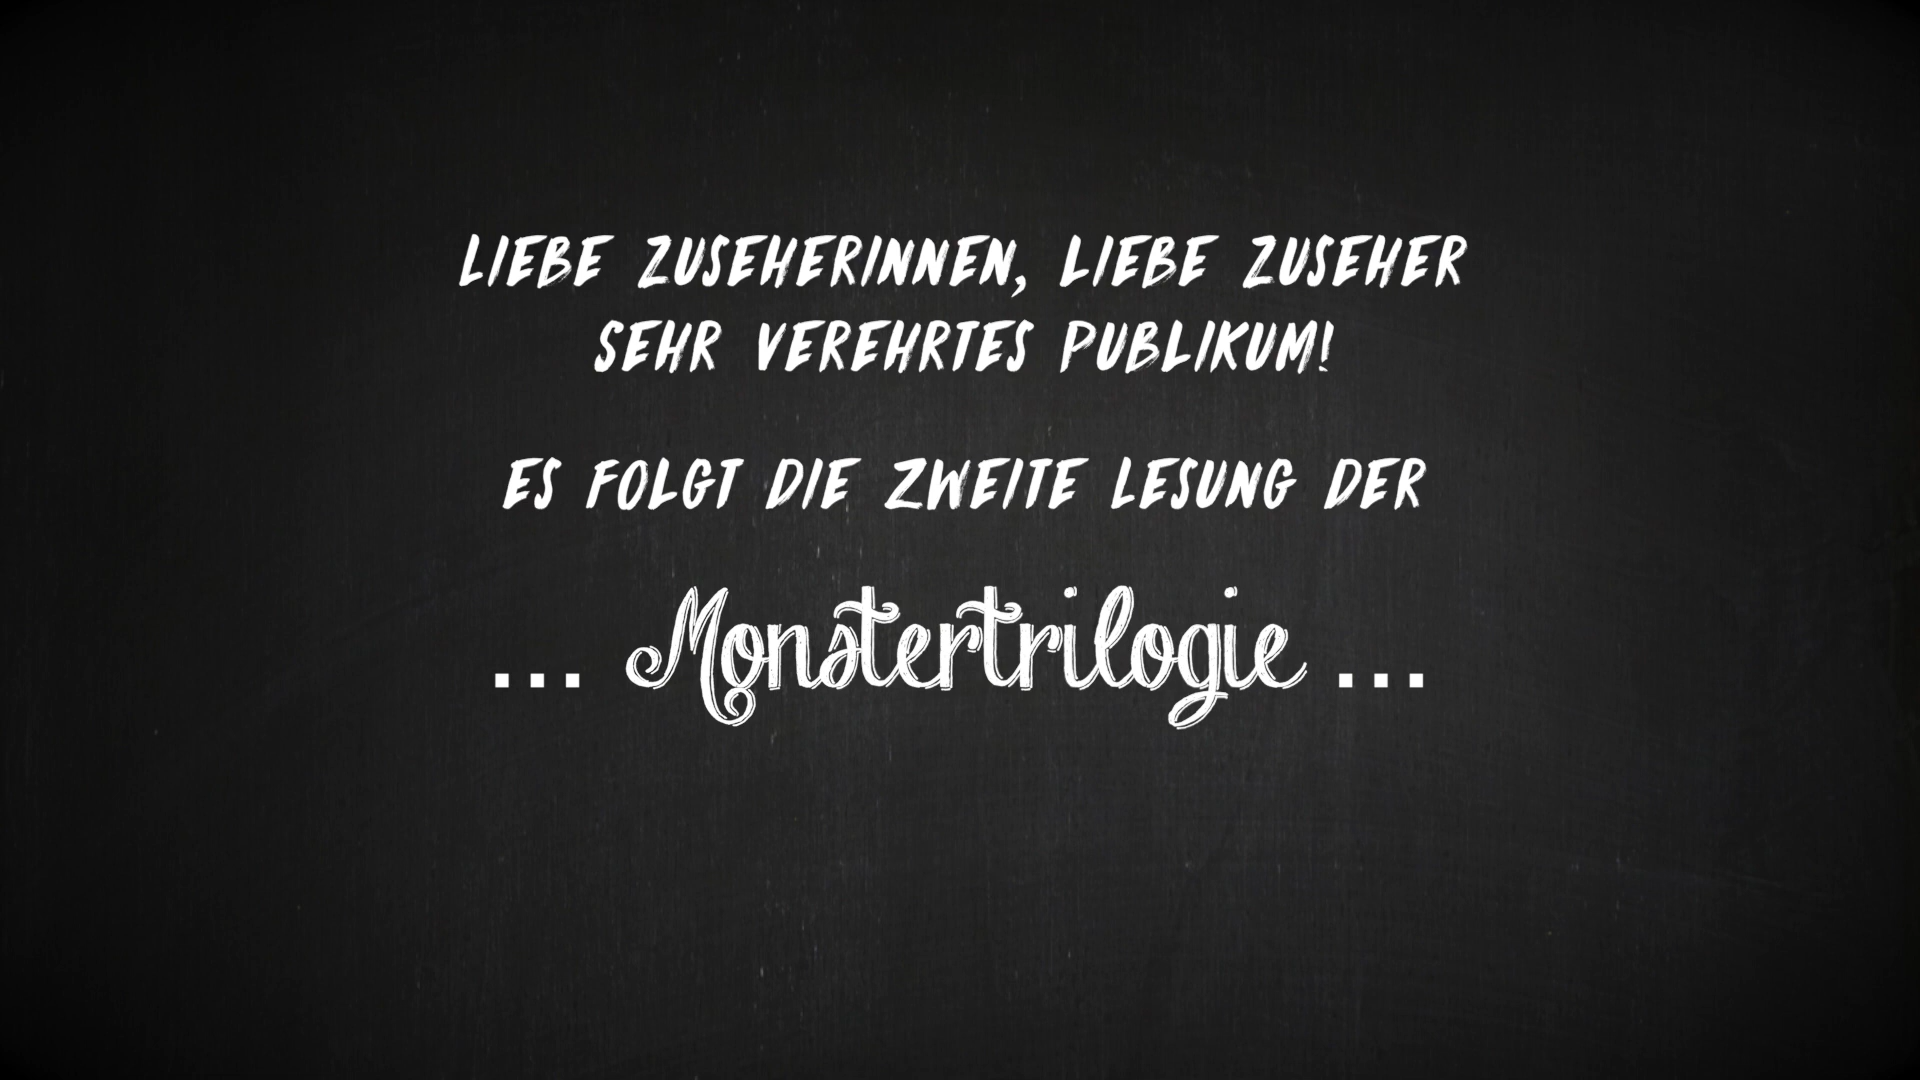 LIEBE ZUSEHERINNEN, LIEBE ZUSEHER
SEHR VEREHRTES PUBLIKUM!
ES FOLGT DIE ZWEITE LESUNG DER
... Monstertrilogie ...